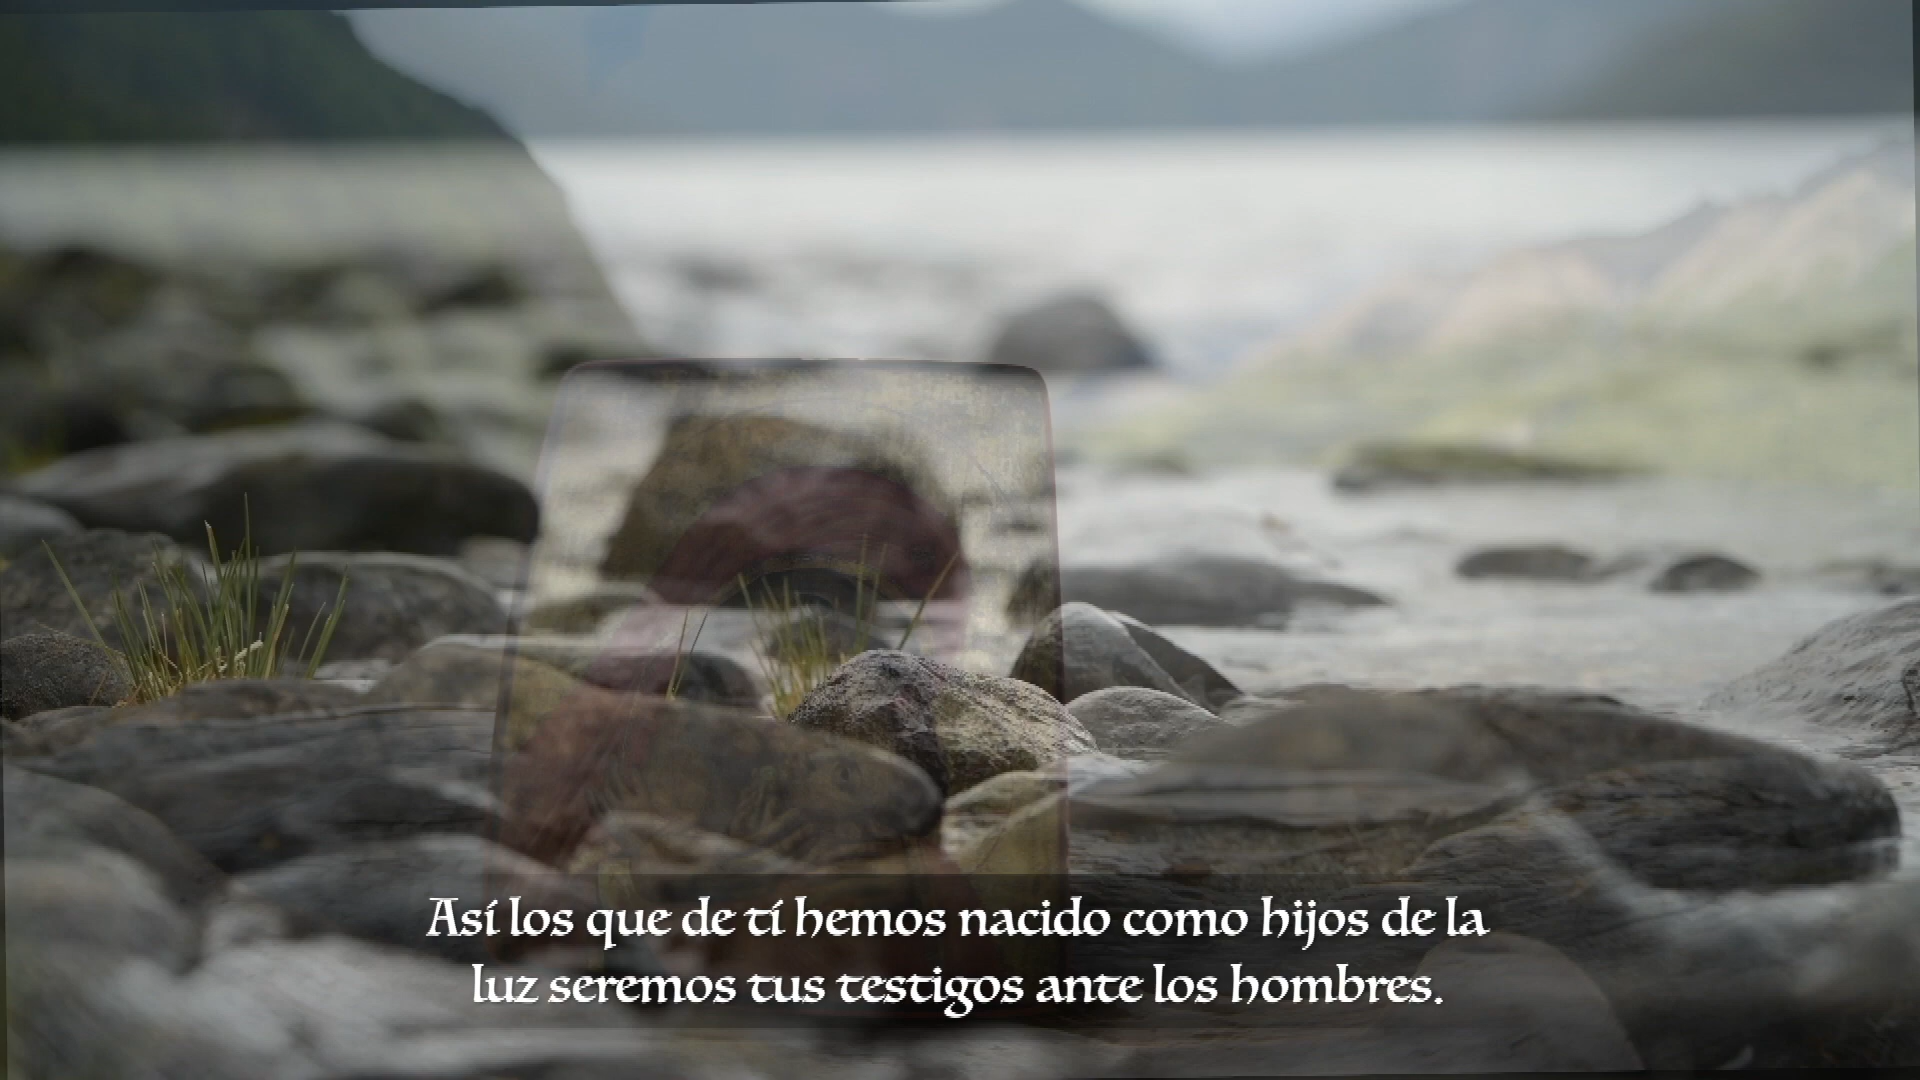 Así los que de tí hemos nacido como hijos de la
luz seremos tus testigos ante los hombres.